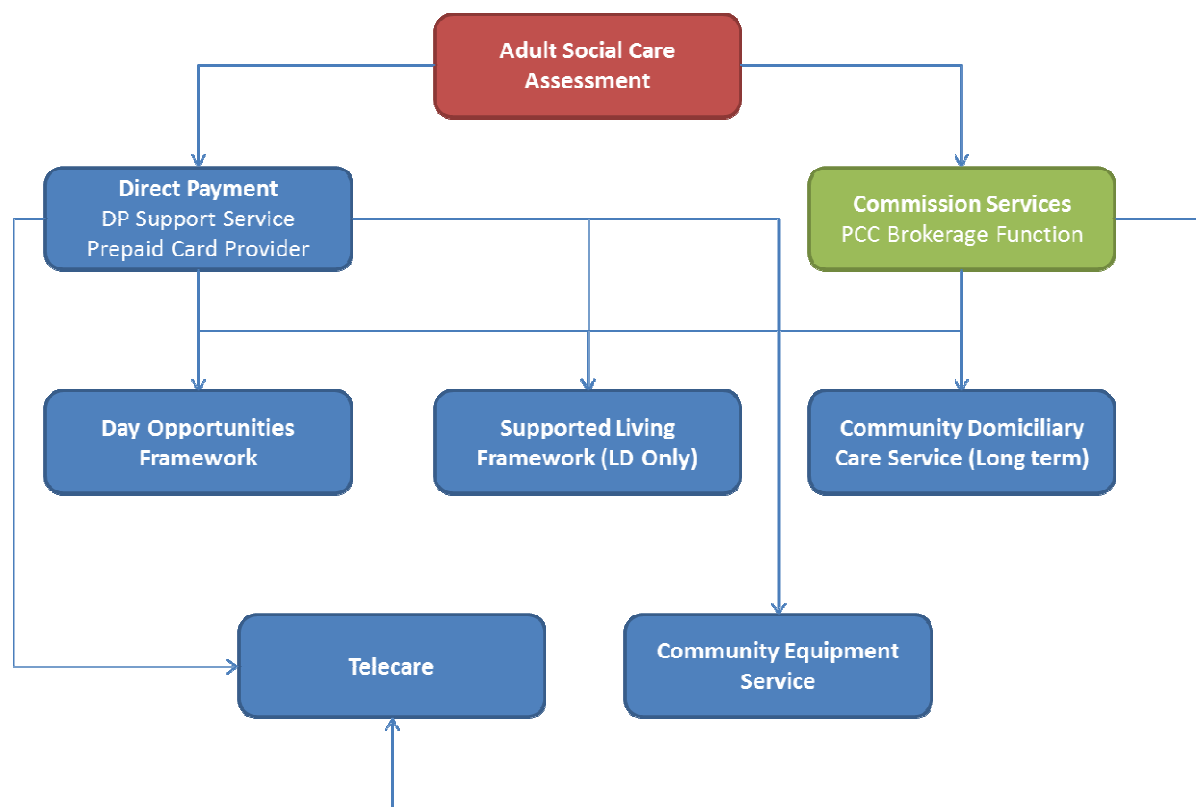 Adult Social Care
Assessment
Direct Payment
DP Support Service
Prepaid Card Provider
Commission Services
PCC Brokerage Function
Day Opportunities
Framework
Supported Living
Framework (LD Only)
Community Domiciliary
Care Service (Long term)
Telecare
Community Equipment
Service